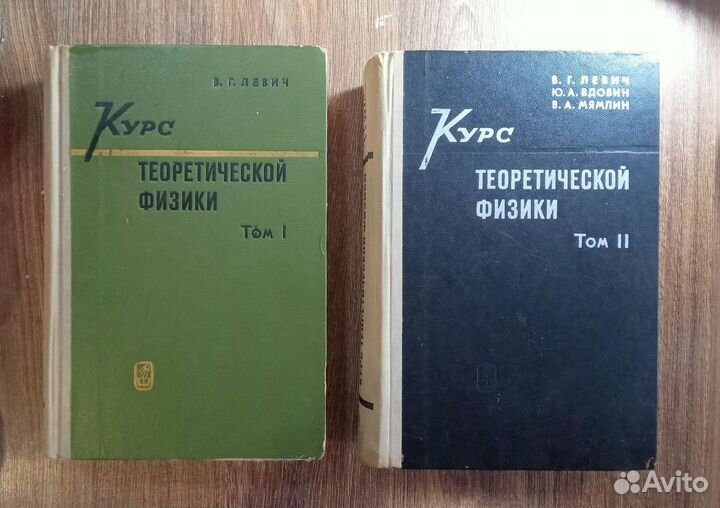 В. Г. ЛЕВИЧ
Курс
ТЕОРЕТИЧЕСКОЙ
ФИЗИКИ
Том I
В. Г. ЛЕВИЧ
Ю. А. ВДОВИН
В. А. МЯМЛИН
Курс
ТЕОРЕТИЧЕСКОЙ
ФИЗИКИ
Том II
Avito